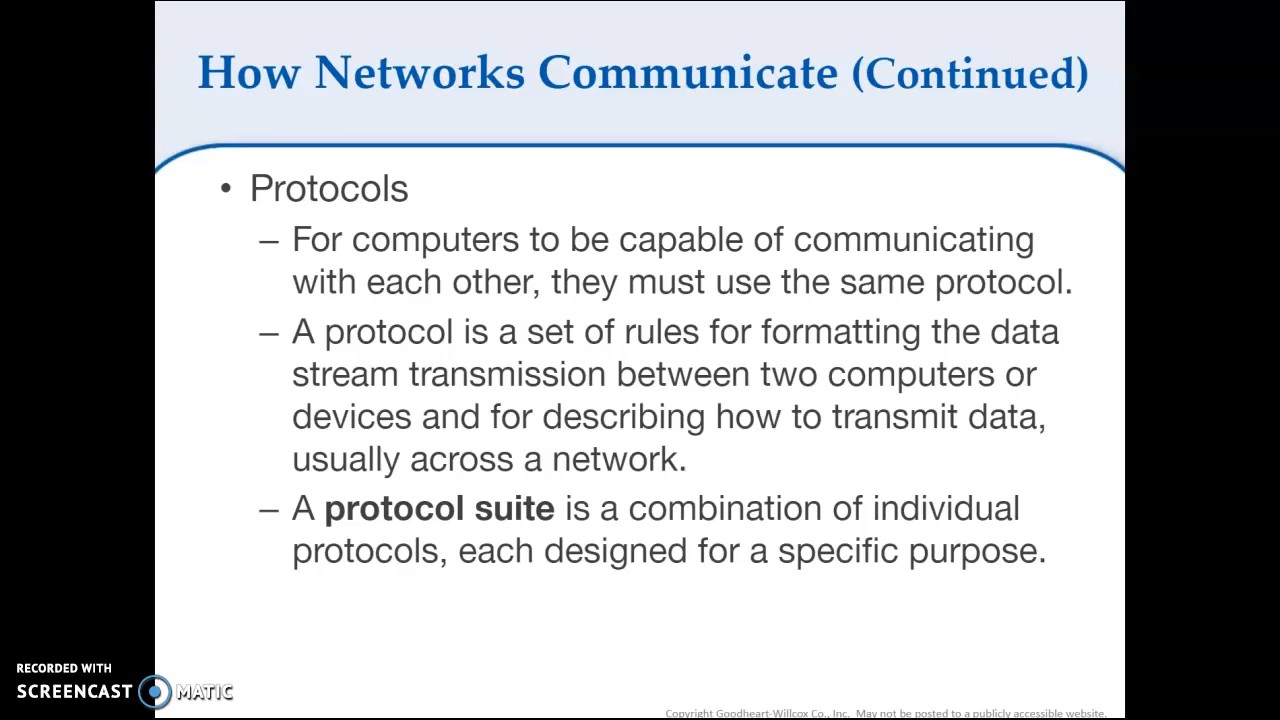 How Networks Communicate (Continued)
• Protocols
– For computers to be capable of communicating
with each other, they must use the same protocol.
– A protocol is a set of rules for formatting the data
stream transmission between two computers or
devices and for describing how to transmit data,
usually across a network.
– A protocol suite is a combination of individual
protocols, each designed for a specific purpose.
RECORDED WITH
SCREENCAST MATIC
Copyright Goodheart-Willcox Co., Inc. May not be posted to a publicly accessible website.